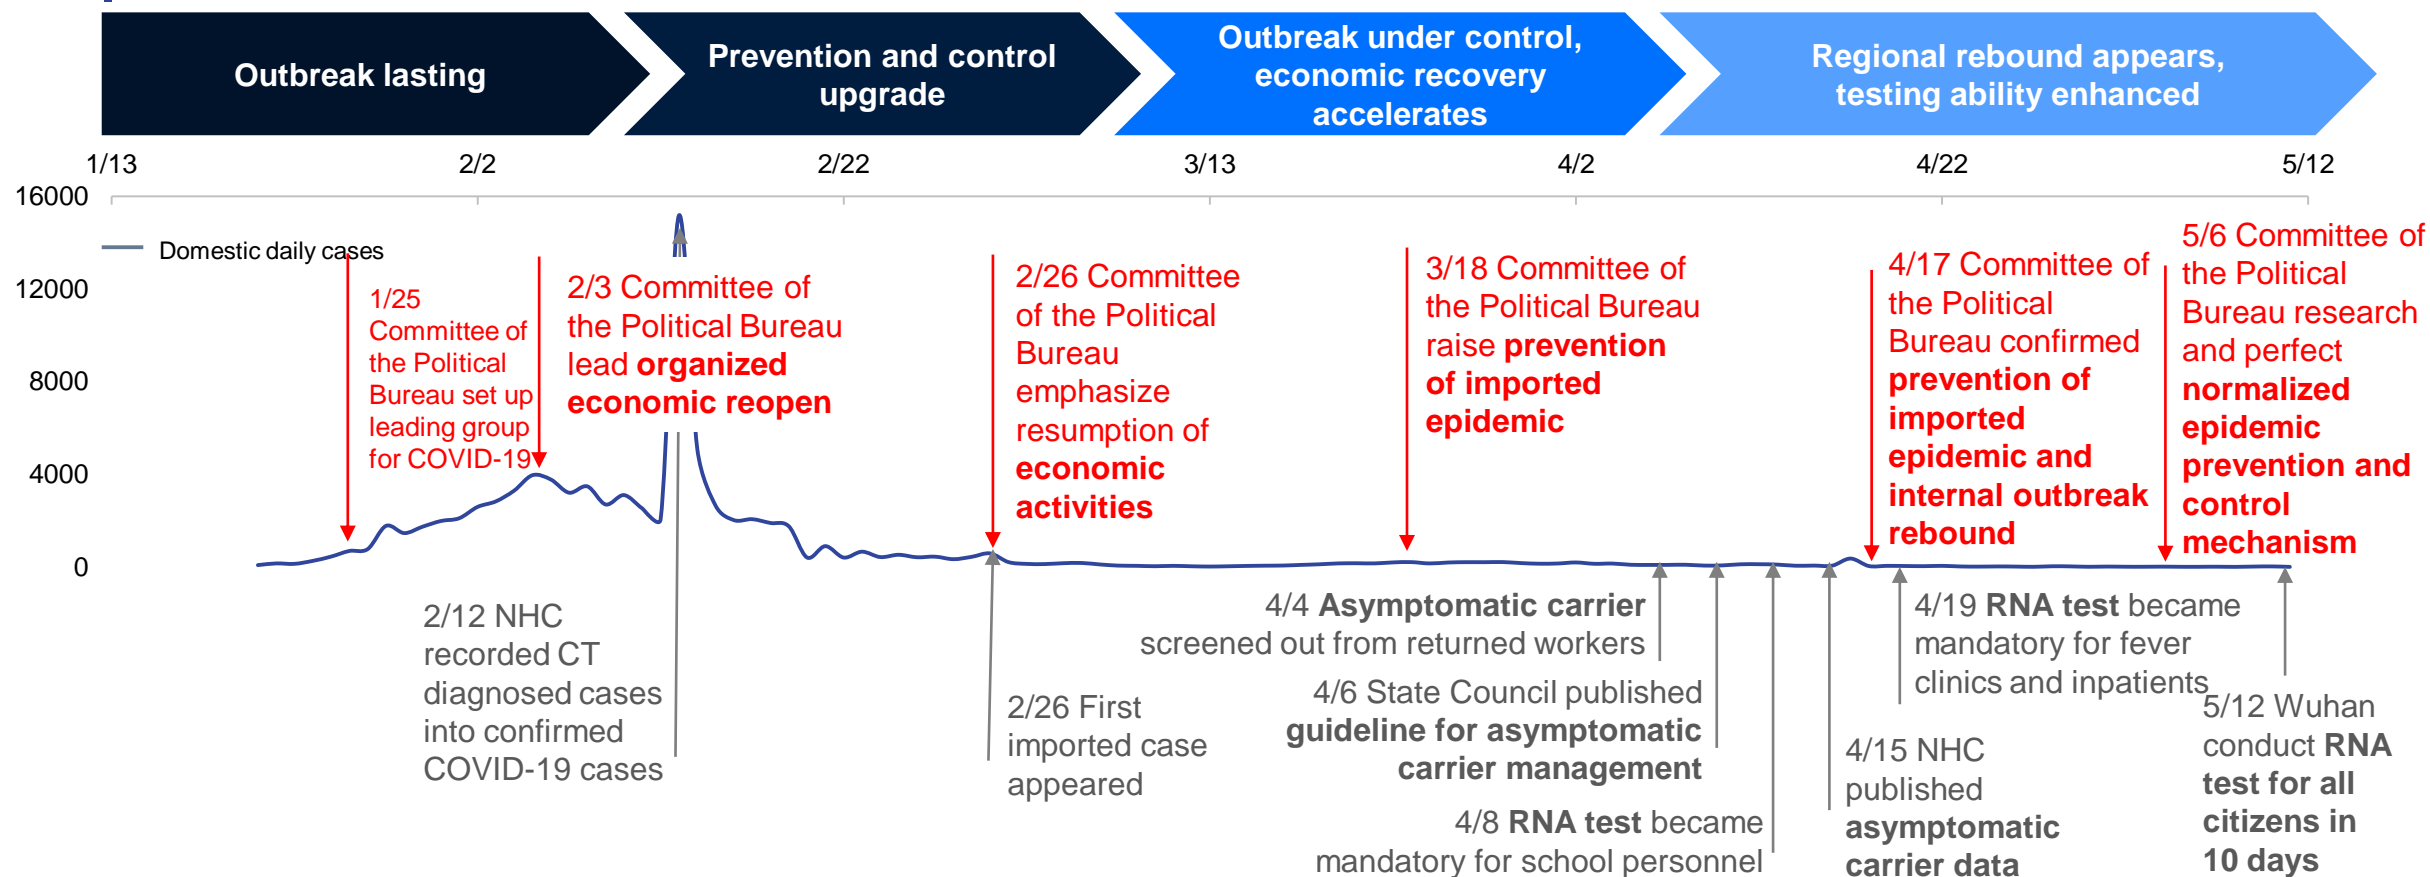 Outbreak lasting
Prevention and control
upgrade
Outbreak under control,
economic recovery
accelerates
Regional rebound appears,
testing ability enhanced
1/13
2/2
2/22
3/13
4/2
4/22
5/12
16000
12000
8000
4000
0
Domestic daily cases
1/25
Committee of
the Political
Bureau set up
leading group
for COVID-19
2/3 Committee of
the Political Bureau
lead organized
economic reopen
2/26 Committee
of the Political
Bureau
emphasize
resumption of
economic
activities
3/18 Committee of
the Political Bureau
raise prevention
of imported
epidemic
4/17 Committee of
the Political
Bureau confirmed
prevention of
imported
epidemic and
internal outbreak
rebound
5/6 Committee of
the Political
Bureau research
and perfect
normalized
epidemic
prevention and
control
mechanism
2/12 NHC
recorded CT
diagnosed cases
into confirmed
COVID-19 cases
2/26 First
imported case
appeared
4/4 Asymptomatic carrier
screened out from returned workers
4/6 State Council published
guideline for asymptomatic
carrier management
4/8 RNA test became
mandatory for school personnel
4/15 NHC
published
asymptomatic
carrier data
4/19 RNA test became
mandatory for fever
clinics and inpatients
5/12 Wuhan
conduct RNA
test for all
citizens in
10 days